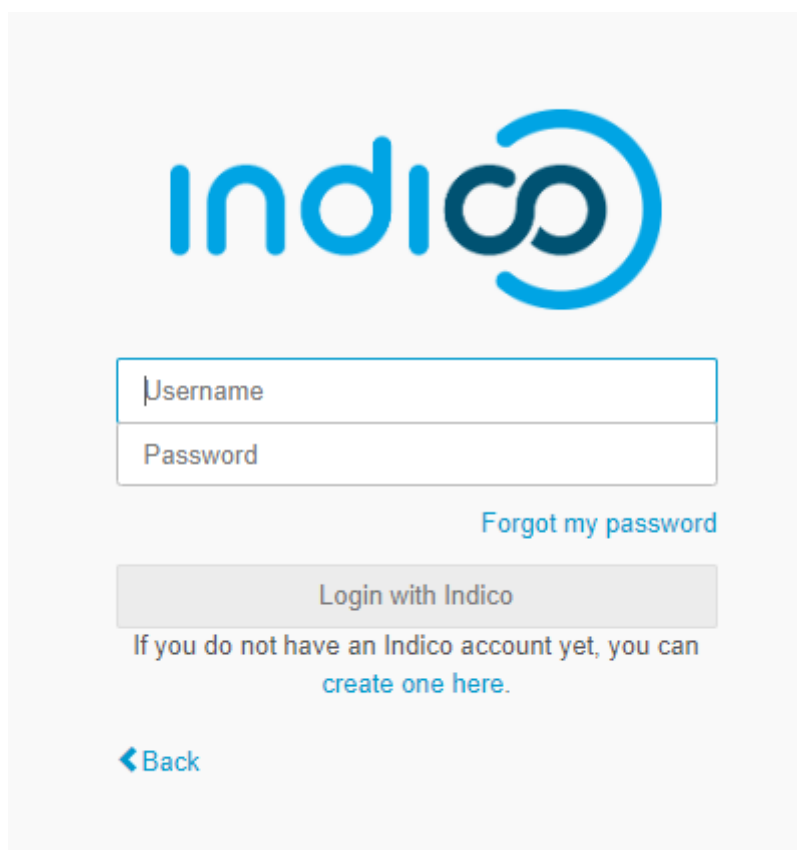 indico
Username
Password
Forgot my password
Login with Indico
If you do not have an Indico account yet, you can
create one here.
Back